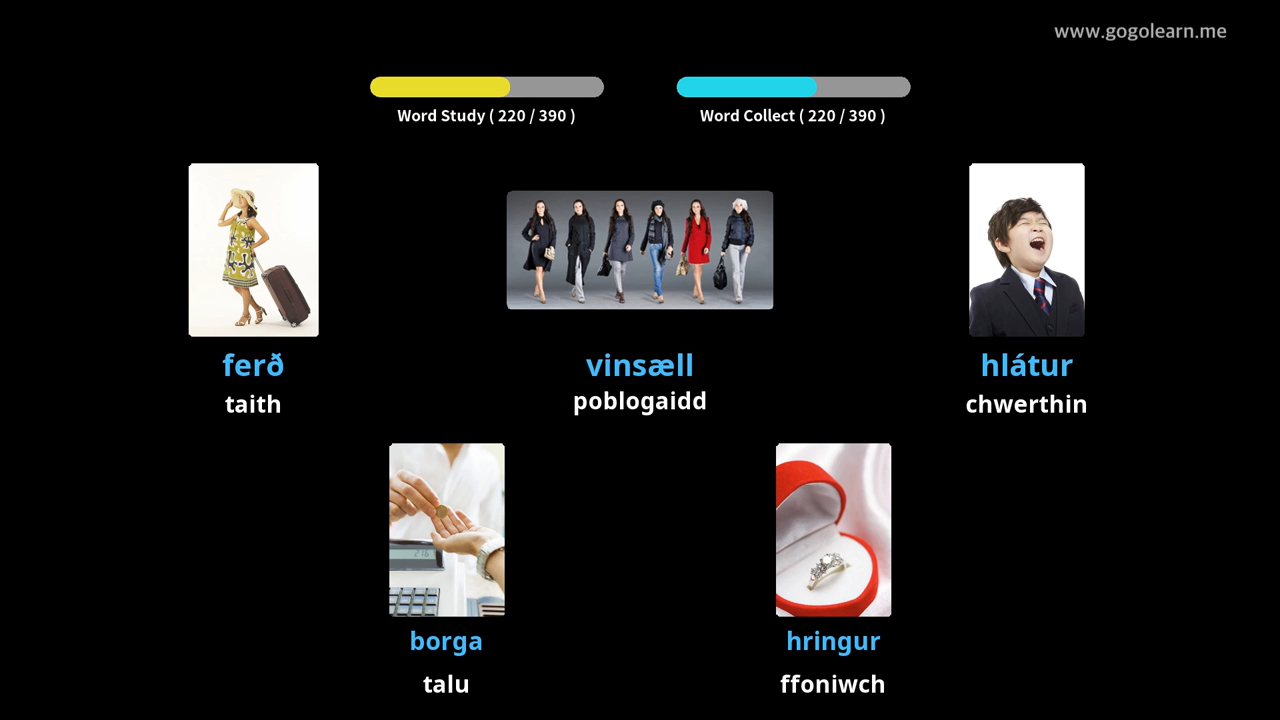 www.gogolearn.me
Word Study ( 220 / 390 )
Word Collect ( 220 / 390 )
ferð
taith
vinsæll
poblogaidd
hlátur
chwerthin
borga
talu
hringur
ffoniwch